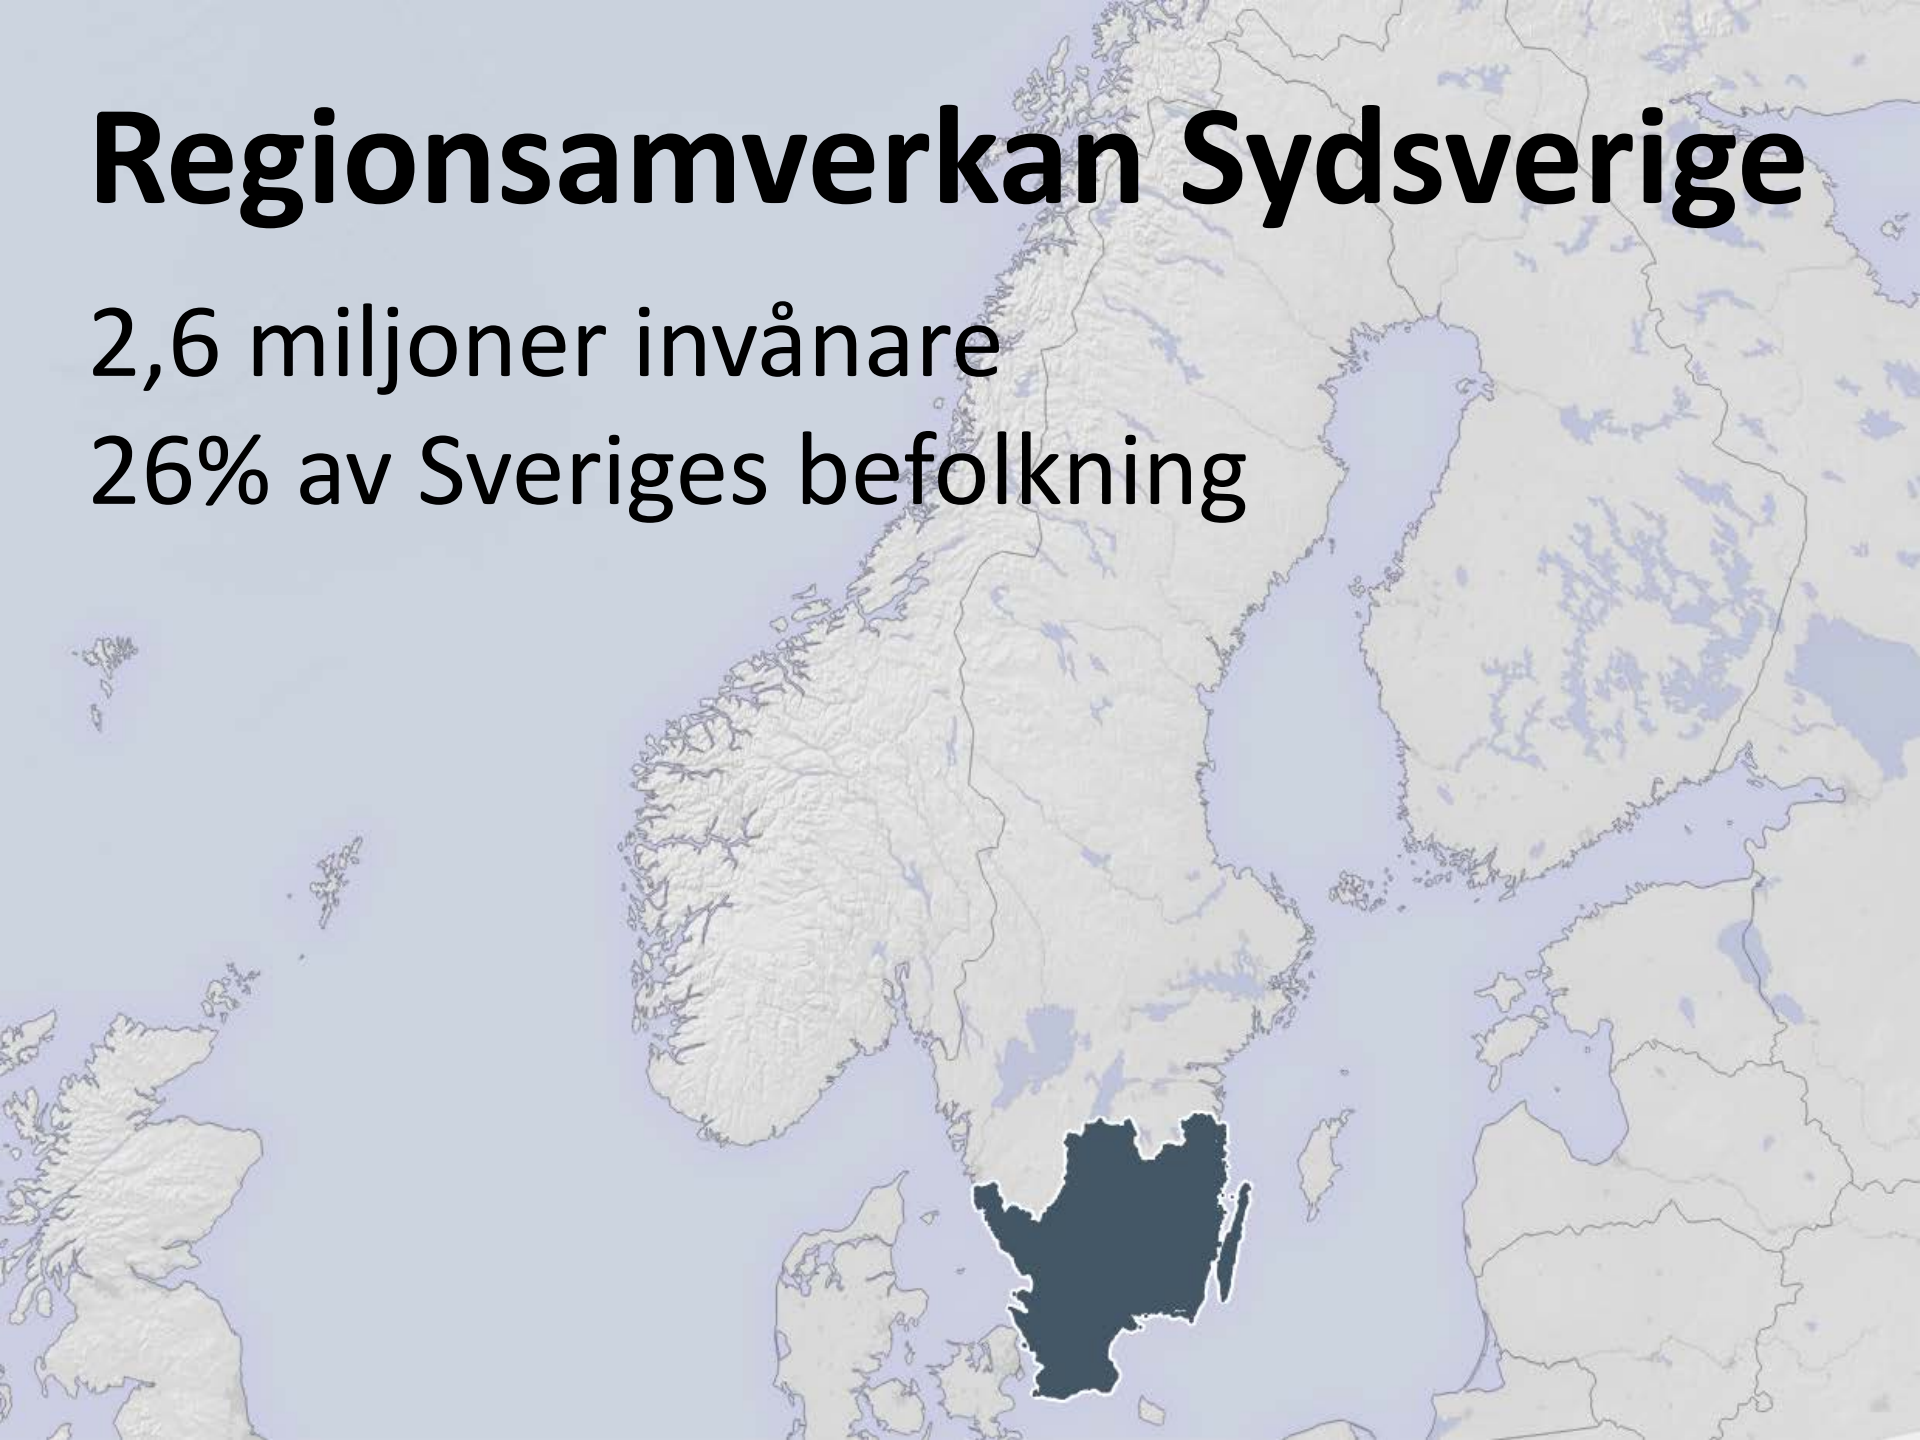 Regionsamverkan Sydsverige
2,6 miljoner invånare
26% av Sveriges befolkning